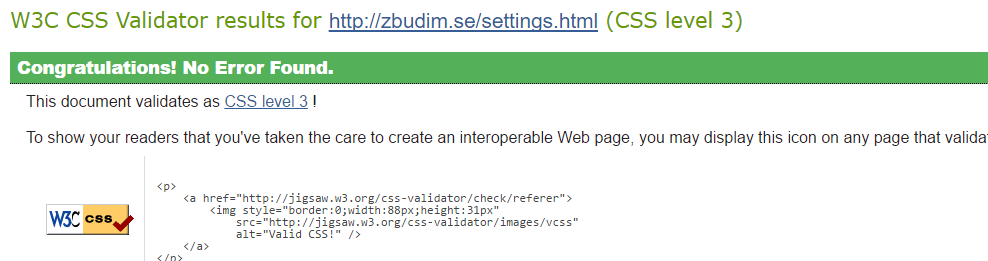 W3C CSS Validator results for http://zbudim.se/settings.html (CSS level 3)
Congratulations! No Error Found.
This document validates as CSS level 3 !
To show your readers that you've taken the care to create an interoperable Web page, you may display this icon on any page that valida
W3C css
<p>
<a href="http://jigsaw.w3.org/css-validator/check/referer">
<img style="border:0;width:88px;height:31px"
src="http://jigsaw.w3.org/css-validator/images/vcss"
alt="Valid CSS!" />
</a>
</p>